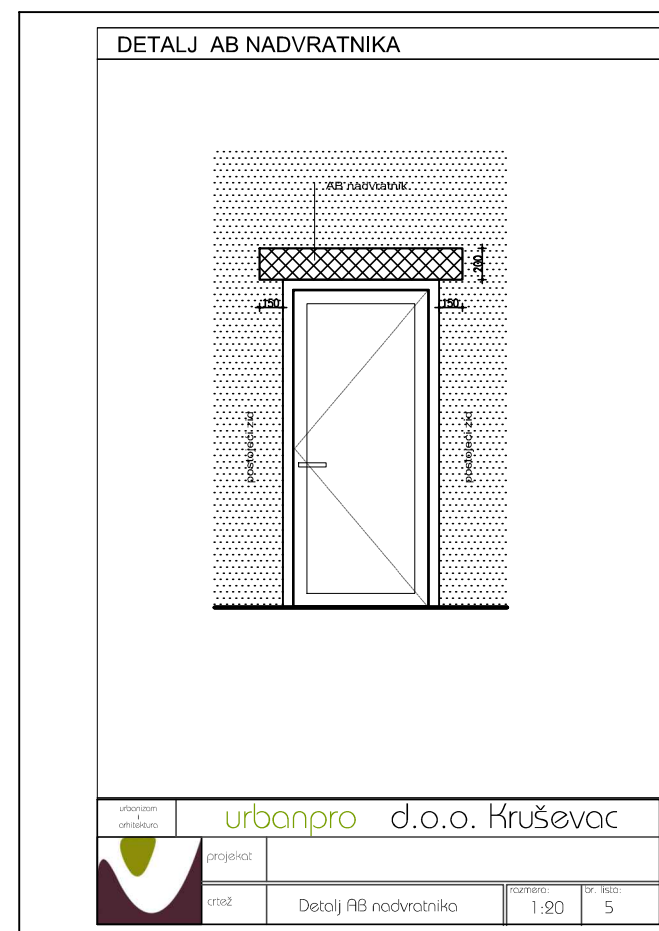 DETALJ AB NADVRATNIKA
AB nadvratnik
200
150
150
postojeći zid
postojeći zid
urbanizam
i
arhitektura
urbanpro d.o.o. Kruševac
projekat
crtež
Detalj AB nadvratnika
razmera:
1:20
br. lista:
5